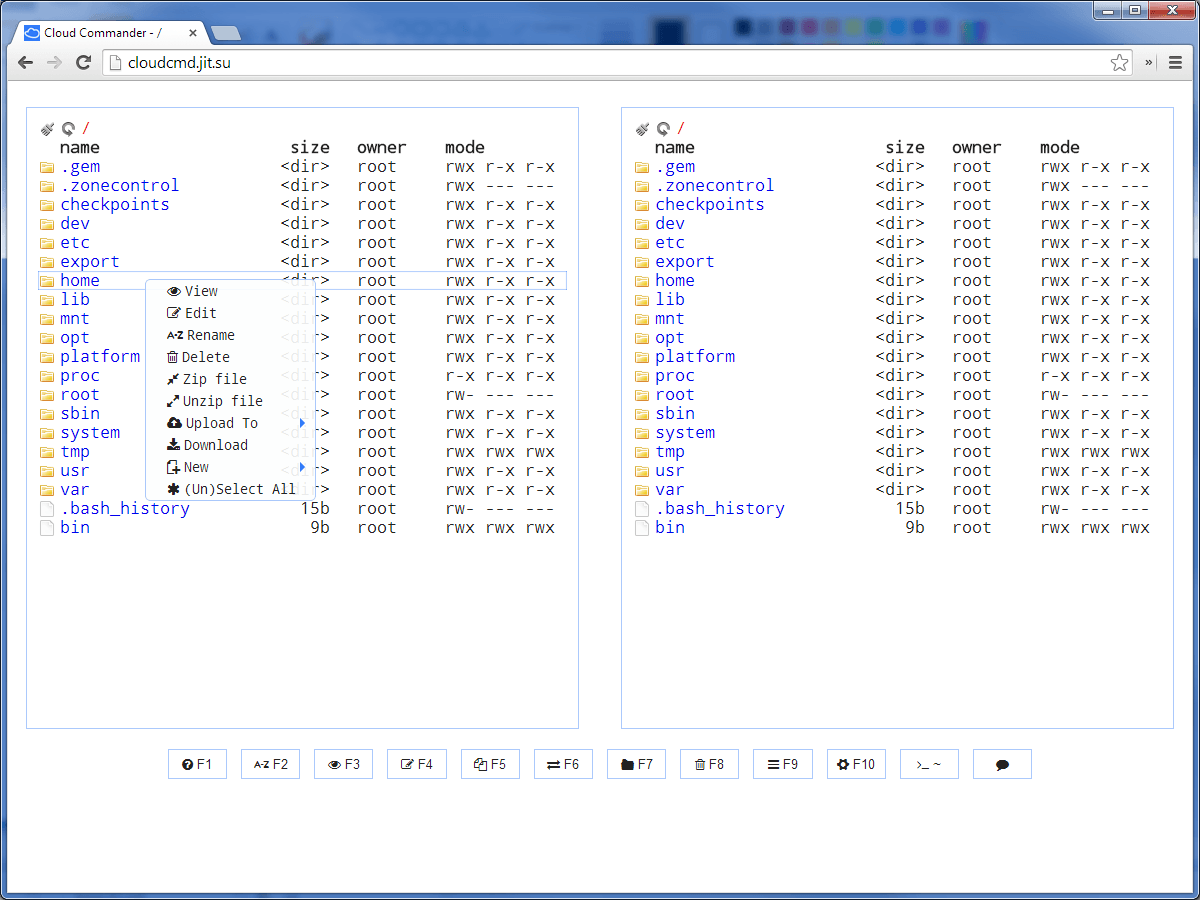 Cloud Commander - /
cloudcmd.jit.su
/
name size owner mode
.gem <dir> root rwx r-x r-x
.zonecontrol <dir> root rwx --- ---
checkpoints <dir> root rwx r-x r-x
dev <dir> root rwx r-x r-x
etc <dir> root rwx r-x r-x
export <dir> root rwx r-x r-x
home <dir> root rwx r-x r-x
lib <dir> root rwx r-x r-x
mnt <dir> root rwx r-x r-x
opt <dir> root rwx r-x r-x
platform <dir> root rwx r-x r-x
proc <dir> root r-x r-x r-x
root <dir> root rw- --- ---
sbin <dir> root rwx r-x r-x
system <dir> root rwx r-x r-x
tmp <dir> root rwx rwx rwx
usr <dir> root rwx r-x r-x
var <dir> root rwx r-x r-x
.bash_history 15b root rw- --- ---
bin 9b root rwx rwx rwx
View
Edit
A-Z Rename
Delete
Zip file
Unzip file
Upload To
Download
New
(Un)Select All
/
name size owner mode
.gem <dir> root rwx r-x r-x
.zonecontrol <dir> root rwx --- ---
checkpoints <dir> root rwx r-x r-x
dev <dir> root rwx r-x r-x
etc <dir> root rwx r-x r-x
export <dir> root rwx r-x r-x
home <dir> root rwx r-x r-x
lib <dir> root rwx r-x r-x
mnt <dir> root rwx r-x r-x
opt <dir> root rwx r-x r-x
platform <dir> root rwx r-x r-x
proc <dir> root r-x r-x r-x
root <dir> root rw- --- ---
sbin <dir> root rwx r-x r-x
system <dir> root rwx r-x r-x
tmp <dir> root rwx rwx rwx
usr <dir> root rwx r-x r-x
var <dir> root rwx r-x r-x
.bash_history 15b root rw- --- ---
bin 9b root rwx rwx rwx
F1 A-Z F2 F3 F4 F5 F6 F7 F8 F9 F10 >_ ~